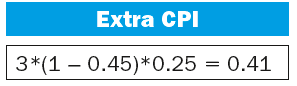 Extra CPI
3*(1 – 0.45)*0.25 = 0.41